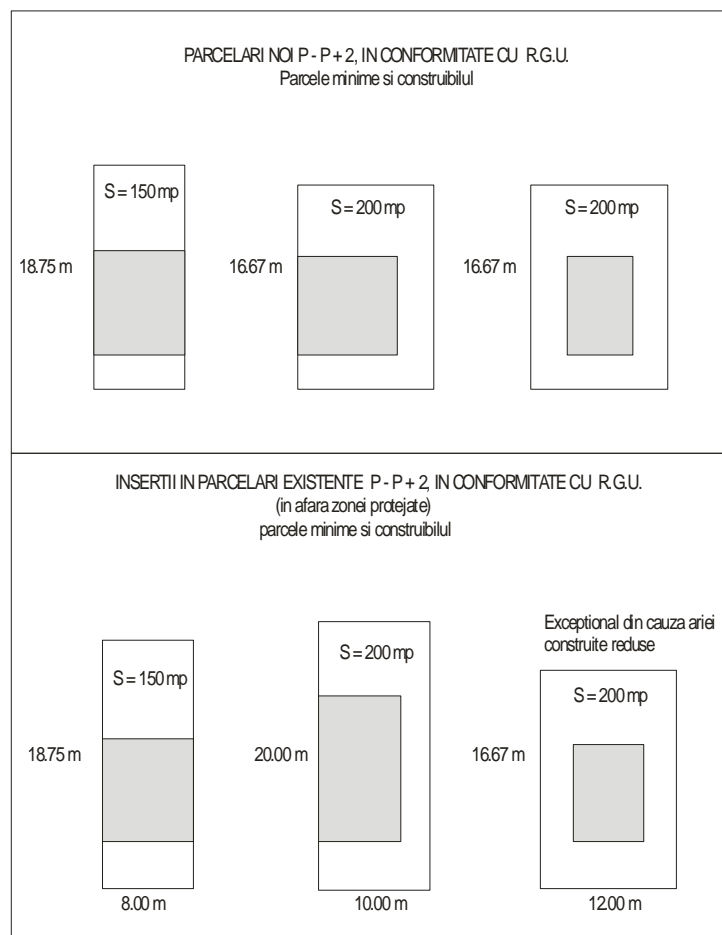 PARCELARI NOI P - P + 2, IN CONFORMITATE CU R.G.U.
Parcele minime si construibilul
S = 150 mp
S = 200 mp
S = 200 mp
18.75 m
16.67 m
16.67 m
INSERTII IN PARCELARI EXISTENTE P - P + 2, IN CONFORMITATE CU R.G.U.
(in afara zonei protejate)
parcele minime si construibilul
Exceptional din cauza ariei
construite reduse
S = 150 mp
S = 200 mp
S = 200 mp
18.75 m
20.00 m
16.67 m
8.00 m
10.00 m
12.00 m